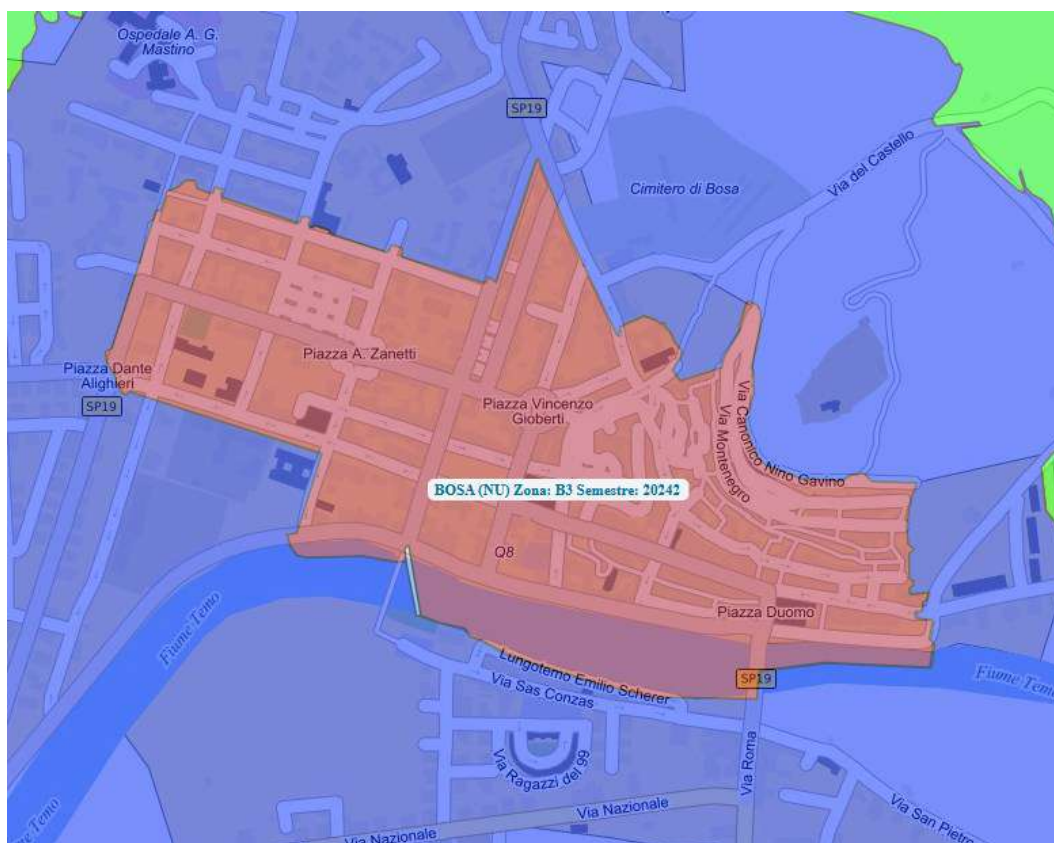 Ospedale A. G.
Mastino
SP19
Cimitero di Bosa
Via del Castello
Piazza A. Zanetti
Piazza Dante
Alighieri
SP19
Piazza Vincenzo
Gioberti
Via Canonico Nino Gavino
Via Montenegro
BOSA (NU) Zona: B3 Semestre: 20242
Q8
Piazza Duomo
Fiume Temo
Lungotemo Emilio Scherer
SP19
Fiume Temo
Via Sas Conzas
Via Roma
Via Ragazzi del 99
Fiume Temo
Via Nazionale
Via Nazionale
Via San Pietro